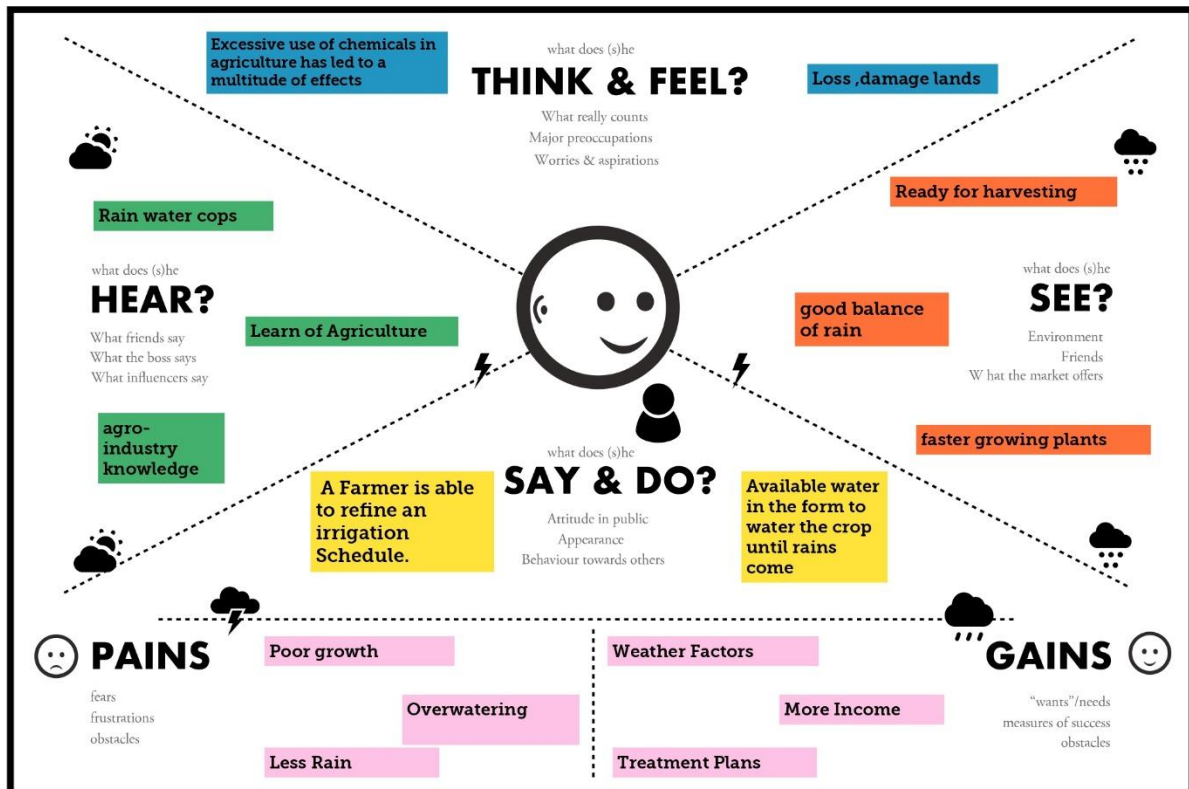 Excessive use of chemicals in
agriculture has led to a
multitude of effects
what does (s)he
THINK & FEEL?
What really counts
Major preoccupations
Worries & aspirations
Loss ,damage lands
Rain water cops
what does (s)he
HEAR?
What friends say
What the boss says
What influencers say
Learn of Agriculture
agro-
industry
knowledge
Ready for harvesting
what does (s)he
SEE?
Environment
Friends
W hat the market offers
good balance
of rain
faster growing plants
what does (s)he
SAY & DO?
Attitude in public
Appearance
Behaviour towards others
A Farmer is able
to refine an
irrigation
Schedule.
Available water
in the form to
water the crop
until rains
come
PAINS
fears
frustrations
obstacles
Poor growth
Overwatering
Less Rain
GAINS
"wants"/needs
measures of success
obstacles
Weather Factors
More Income
Treatment Plans